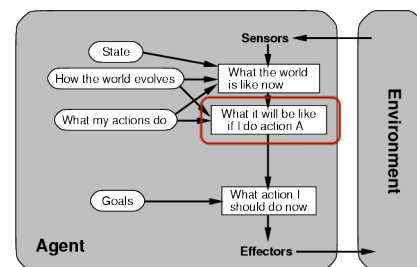 Sensors
State
How the world evolves
What the world
is like now
What my actions do
What it will be like
if I do action A
Goals
What action I
should do now
Agent
Effectors
Environment